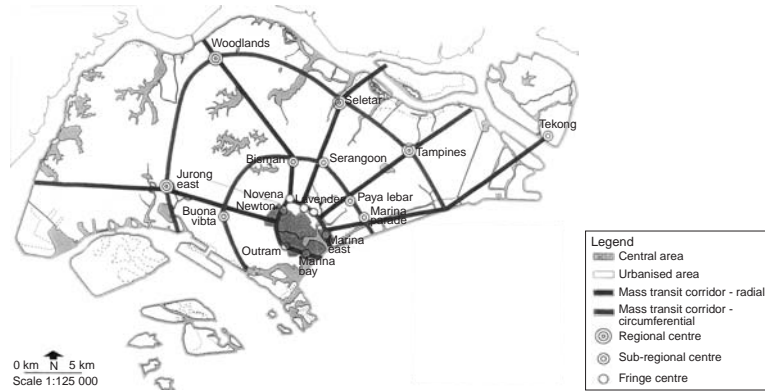 Woodlands
Seletar
Tekong
Bishan
Serangoon
Tampines
Jurong
east
Novena
Newton
Lavender
Paya lebar
Buona
vibta
Marina
parade
Outram
Marina
east
Marina
bay
0 km N 5 km
Scale 1:125 000
Legend
Central area
Urbanised area
Mass transit corridor - radial
Mass transit corridor -
circumferential
Regional centre
Sub-regional centre
Fringe centre